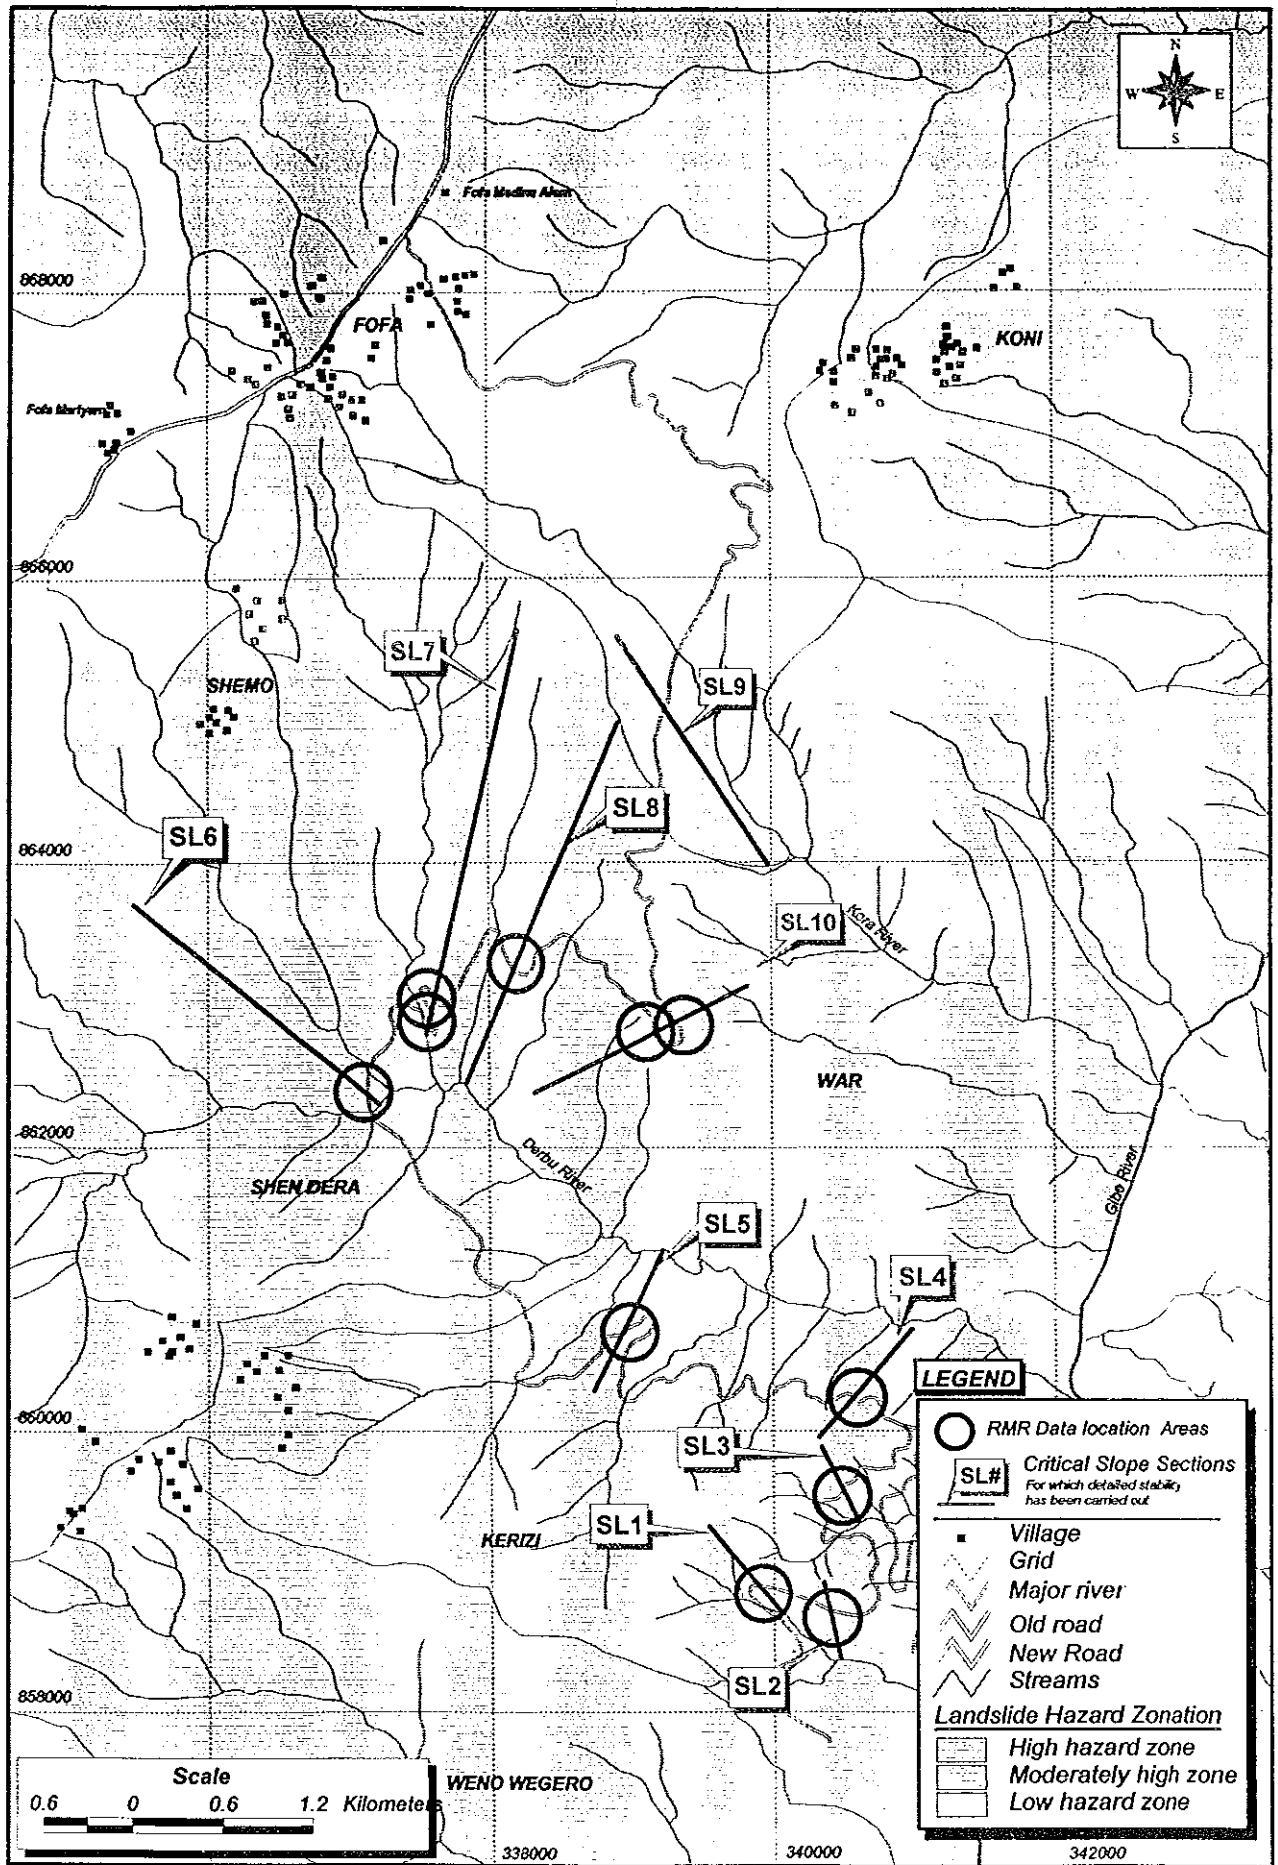 N
W E
S
Fofa Medina Alem
868000
FOFA
KONI
Fofa Mariyam
866000
SL7
SHEMO
SL9
SL8
SL6
864000
Kora River
SL10
WAR
862000
Derbu River
SHEN DERA
Gibe River
SL5
SL4
LEGEND
860000
RMR Data location Areas
SL3
SL# Critical Slope Sections
For which detailed stability
has been carried out
SL1
KERIZI
Village
Grid
Major river
Old road
New Road
Streams
SL2
858000
Landslide Hazard Zonation
High hazard zone
Moderately high zone
Low hazard zone
Scale
0.6 0 0.6 1.2 Kilometers
WENO WEGERO
338000 340000 342000